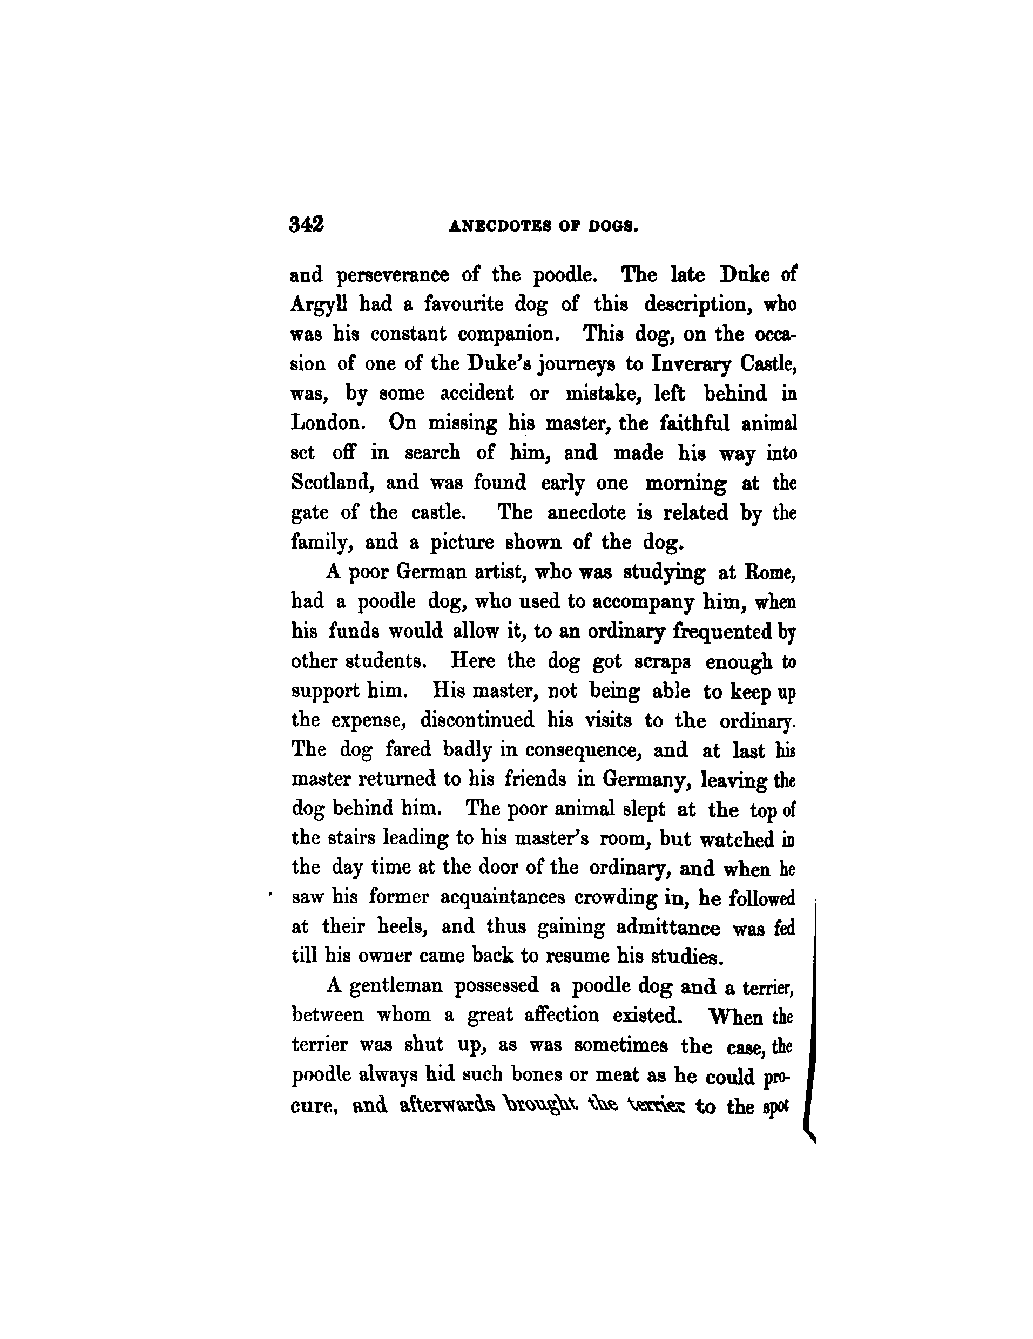 342 ANECDOTES OF DOGS.
and perseverance of the poodle. The late Duke of
Argyll had a favourite dog of this description, who
was his constant companion. This dog, on the occa-
sion of one of the Duke's journeys to Inverary Castle,
was, by some accident or mistake, left behind in
London. On missing his master, the faithful animal
set off in search of him, and made his way into
Scotland, and was found early one morning at the
gate of the castle. The anecdote is related by the
family, and a picture shown of the dog.
A poor German artist, who was studying at Rome,
had a poodle dog, who used to accompany him, when
his funds would allow it, to an ordinary frequented by
other students. Here the dog got scraps enough to
support him. His master, not being able to keep up
the expense, discontinued his visits to the ordinary.
The dog fared badly in consequence, and at last his
master returned to his friends in Germany, leaving the
dog behind him. The poor animal slept at the top of
the stairs leading to his master's room, but watched in
the day time at the door of the ordinary, and when he
saw his former acquaintances crowding in, he followed
at their heels, and thus gaining admittance was fed
till his owner came back to resume his studies.
A gentleman possessed a poodle dog and a terrier,
between whom a great affection existed. When the
terrier was shut up, as was sometimes the case, the
poodle always hid such bones or meat as he could pro-
cure, and afterwards brought the terrier to the spot